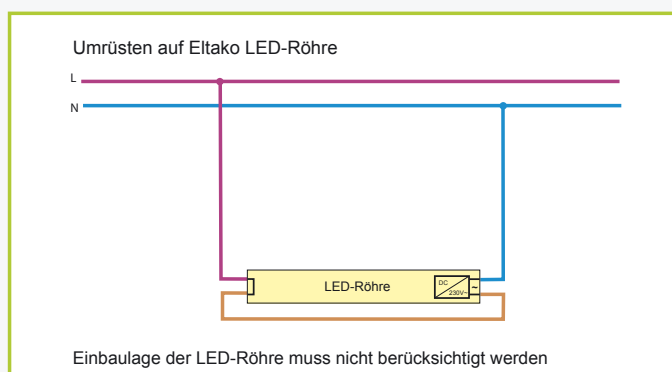 Umrüsten auf Eltako LED-Röhre
L
N
LED-Röhre
DC
230V~
~
Einbaulage der LED-Röhre muss nicht berücksichtigt werden